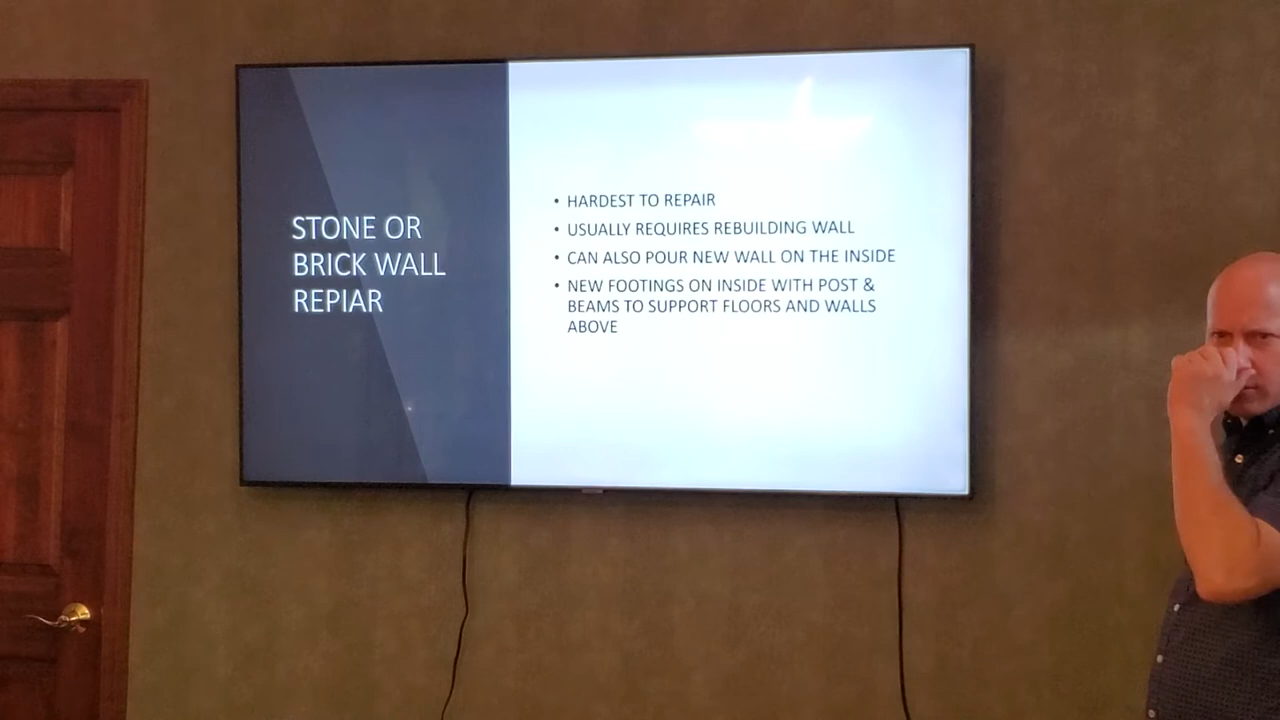 STONE OR
BRICK WALL
REPIAR
• HARDEST TO REPAIR
• USUALLY REQUIRES REBUILDING WALL
• CAN ALSO POUR NEW WALL ON THE INSIDE
• NEW FOOTINGS ON INSIDE WITH POST &
BEAMS TO SUPPORT FLOORS AND WALLS
ABOVE